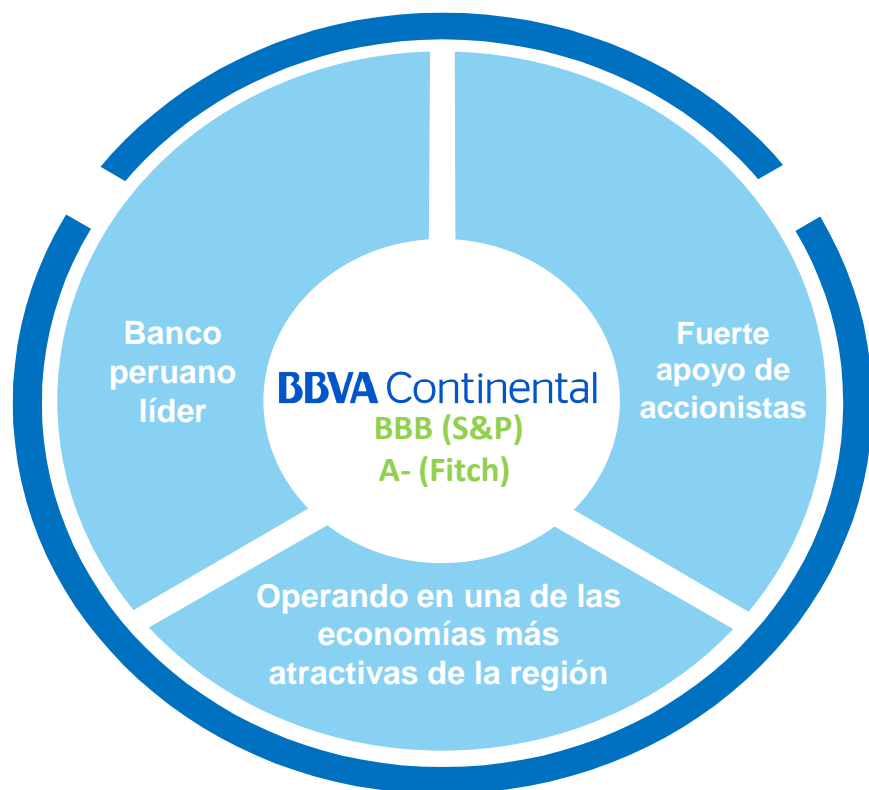 Banco
peruano
líder
Fuerte
apoyo de
accionistas
BBVA Continental
BBB (S&P)
A- (Fitch)
Operando en una de las
economías más
atractivas de la región